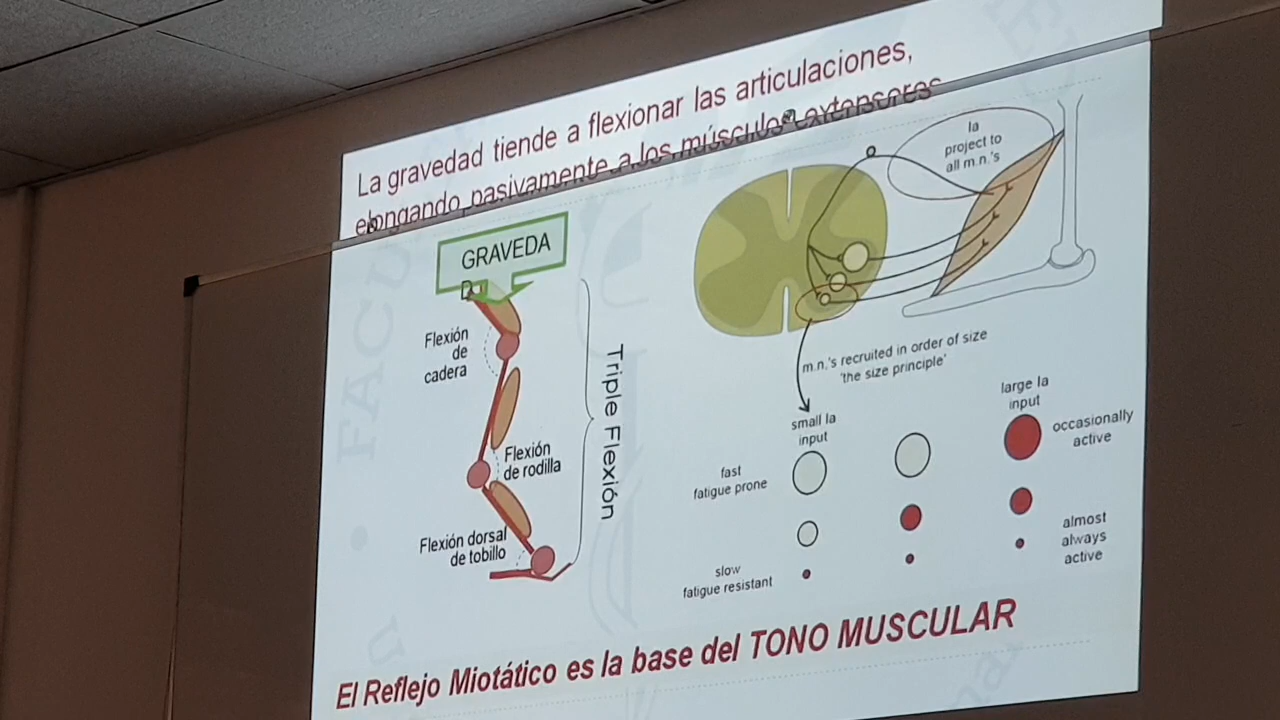 La gravedad tiende a flexionar las articulaciones,
elongando pasivamente a los músculos extensores
GRAVEDA
D
Flexión
de
cadera
Flexión
de rodilla
Flexión dorsal
de tobillo
Triple Flexión
Ia
project to
all m.n.'s
m.n.'s recruited in order of size
'the size principle'
small Ia
input
large Ia
input
occasionally
active
fast
fatigue prone
almost
always
active
slow
fatigue resistant
El Reflejo Miotático es la base del TONO MUSCULAR
FACU